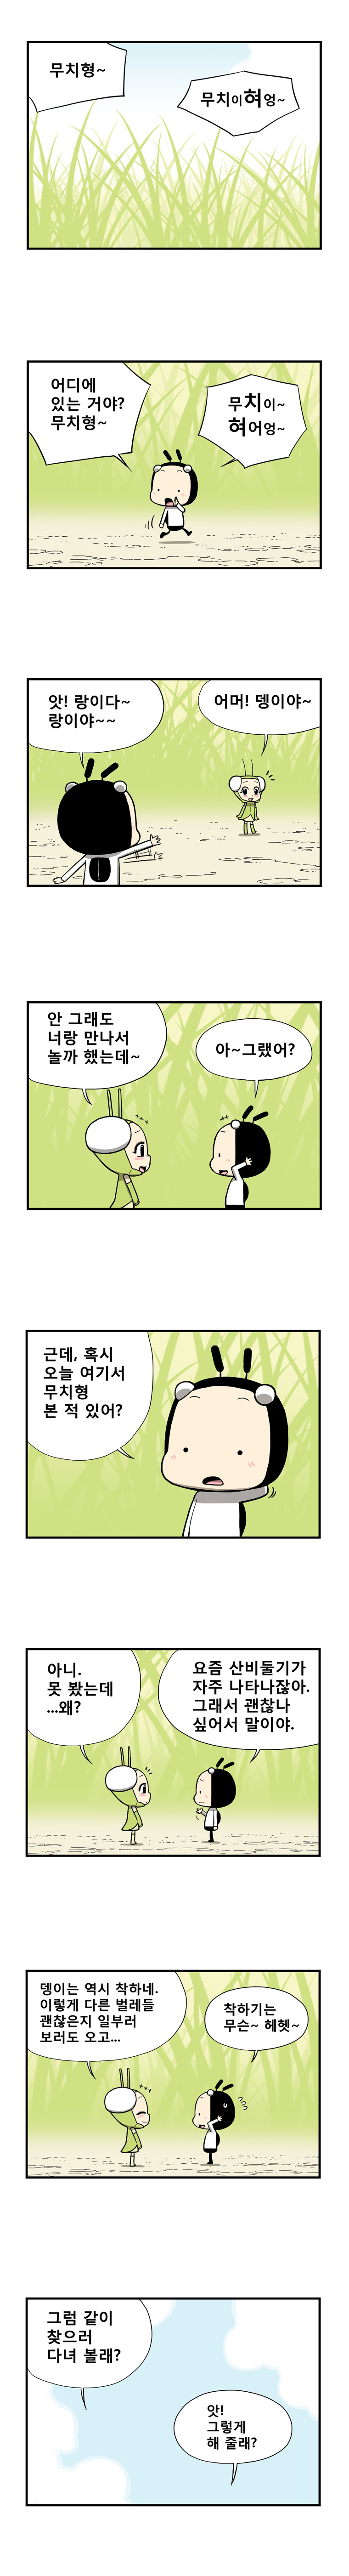 무치형~
무치이혀엉~
어디에
있는 거야?
무치형~
무치이~
혀어엉~
앗! 랑이다~
랑이야~~
어머! 뎅이야~
안 그래도
너랑 만나서
놀까 했는데~
아~그랬어?
근데, 혹시
오늘 여기서
무치형
본 적 있어?
아니.
못 봤는데
...왜?
요즘 산비둘기가
자주 나타나잖아.
그래서 괜찮나
싶어서 말이야.
뎅이는 역시 착하네.
이렇게 다른 벌레들
괜찮은지 일부러
보러도 오고...
착하기는
무슨~ 헤헷~
그럼 같이
찾으러
다녀 볼래?
앗!
그렇게
해 줄래?